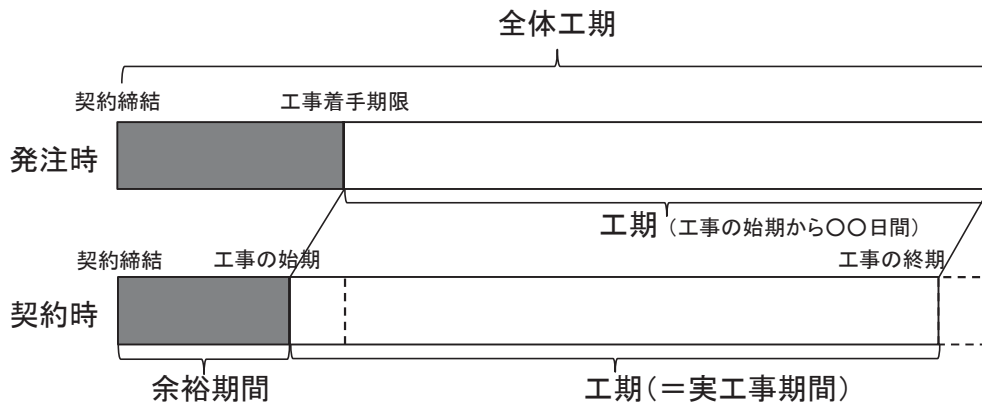 全体工期
契約締結 工事着手期限
発注時
工期（工事の始期から〇〇日間）
契約締結 工事の始期 工事の終期
契約時
余裕期間 工期（＝実工事期間）